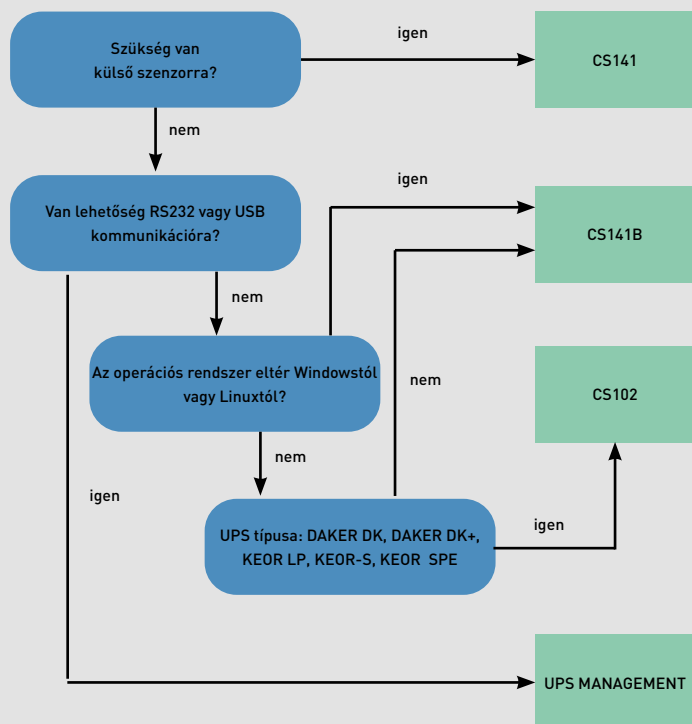 Szükség van
külső szenzorra?
igen
CS141
nem
Van lehetőség RS232 vagy USB
kommunikációra?
igen
CS141B
nem
Az operációs rendszer eltér Windowstól
vagy Linuxtól?
nem
CS102
nem
igen
UPS típusa: DAKER DK, DAKER DK+,
KEOR LP, KEOR-S, KEOR SPE
igen
UPS MANAGEMENT